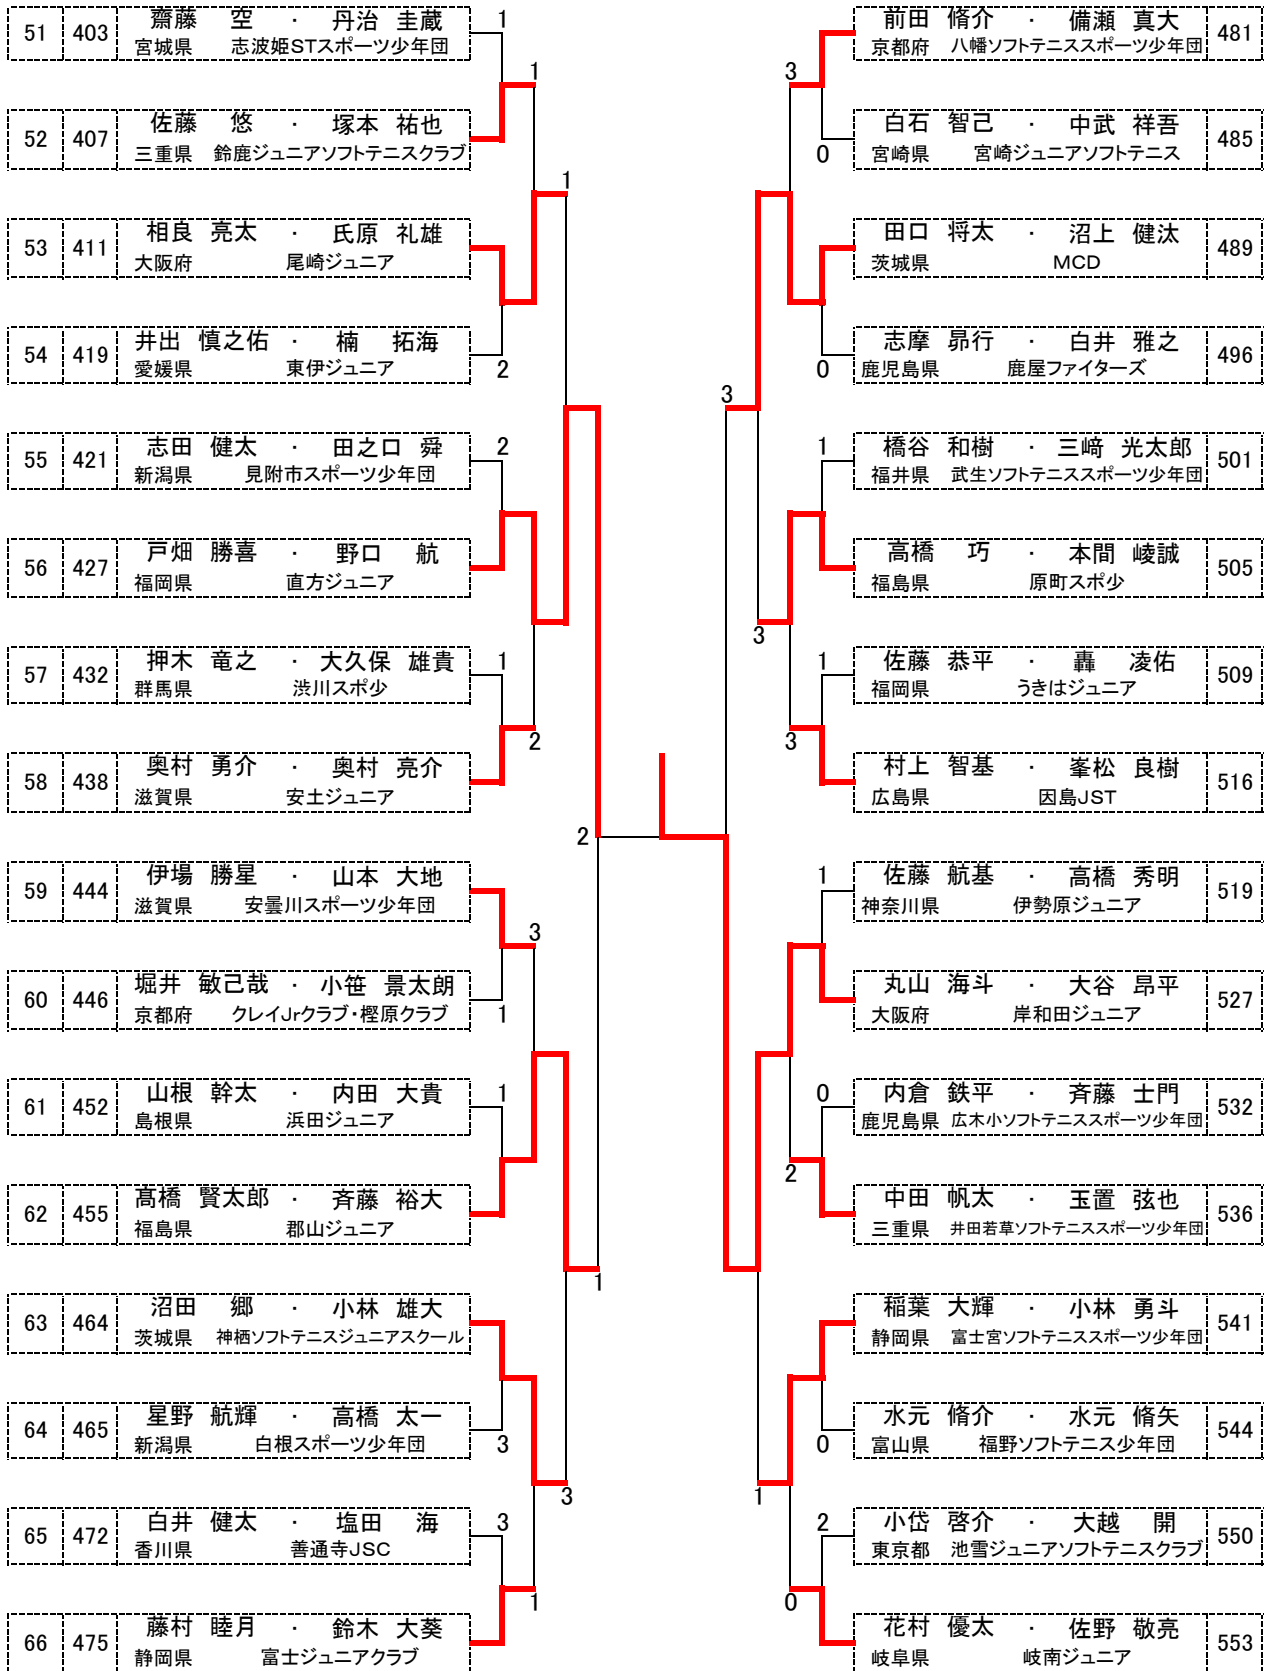 51 403 齋藤 空 ・ 丹治 圭蔵
宮城県 志波姫STスポーツ少年団
1
1
52 407 佐藤 悠 ・ 塚本 祐也
三重県 鈴鹿ジュニアソフトテニスクラブ
1
53 411 相良 亮太 ・ 氏原 礼雄
大阪府 尾崎ジュニア
54 419 井出 慎之佑 ・ 楠 拓海
愛媛県 東伊ジュニア
2
55 421 志田 健太 ・ 田之口 舜
新潟県 見附市スポーツ少年団
2
56 427 戸畑 勝喜 ・ 野口 航
福岡県 直方ジュニア
57 432 押木 竜之 ・ 大久保 雄貴
群馬県 渋川スポ少
1
2
58 438 奥村 勇介 ・ 奥村 亮介
滋賀県 安土ジュニア
2
59 444 伊場 勝星 ・ 山本 大地
滋賀県 安曇川スポーツ少年団
3
60 446 堀井 敏己哉 ・ 小笹 景太朗
京都府 クレイJrクラブ・樫原クラブ
1
61 452 山根 幹太 ・ 内田 大貴
島根県 浜田ジュニア
1
62 455 髙橋 賢太郎 ・ 斉藤 裕大
福島県 郡山ジュニア
1
63 464 沼田 郷 ・ 小林 雄大
茨城県 神栖ソフトテニスジュニアスクール
64 465 星野 航輝 ・ 高橋 太一
新潟県 白根スポーツ少年団
3
3
65 472 白井 健太 ・ 塩田 海
香川県 善通寺JSC
3
1
66 475 藤村 睦月 ・ 鈴木 大葵
静岡県 富士ジュニアクラブ
前田 脩介 ・ 備瀬 真大 481
京都府 八幡ソフトテニススポーツ少年団
3
白石 智己 ・ 中武 祥吾 485
宮崎県 宮崎ジュニアソフトテニス
0
田口 将太 ・ 沼上 健汰 489
茨城県 MCD
志摩 昴行 ・ 白井 雅之 496
鹿児島県 鹿屋ファイターズ
0
3
橋谷 和樹 ・ 三﨑 光太郎 501
福井県 武生ソフトテニススポーツ少年団
1
高橋 巧 ・ 本間 崚誠 505
福島県 原町スポ少
3
佐藤 恭平 ・ 轟 凌佑 509
福岡県 うきはジュニア
1
3
村上 智基 ・ 峯松 良樹 516
広島県 因島JST
佐藤 航基 ・ 高橋 秀明 519
神奈川県 伊勢原ジュニア
1
丸山 海斗 ・ 大谷 昂平 527
大阪府 岸和田ジュニア
内倉 鉄平 ・ 斉藤 士門 532
鹿児島県 広木小ソフトテニススポーツ少年団
0
2
中田 帆太 ・ 玉置 弦也 536
三重県 井田若草ソフトテニススポーツ少年団
稲葉 大輝 ・ 小林 勇斗 541
静岡県 富士宮ソフトテニススポーツ少年団
水元 脩介 ・ 水元 脩矢 544
富山県 福野ソフトテニス少年団
0
1
小岱 啓介 ・ 大越 開 550
東京都 池雪ジュニアソフトテニスクラブ
2
0
花村 優太 ・ 佐野 敬亮 553
岐阜県 岐南ジュニア